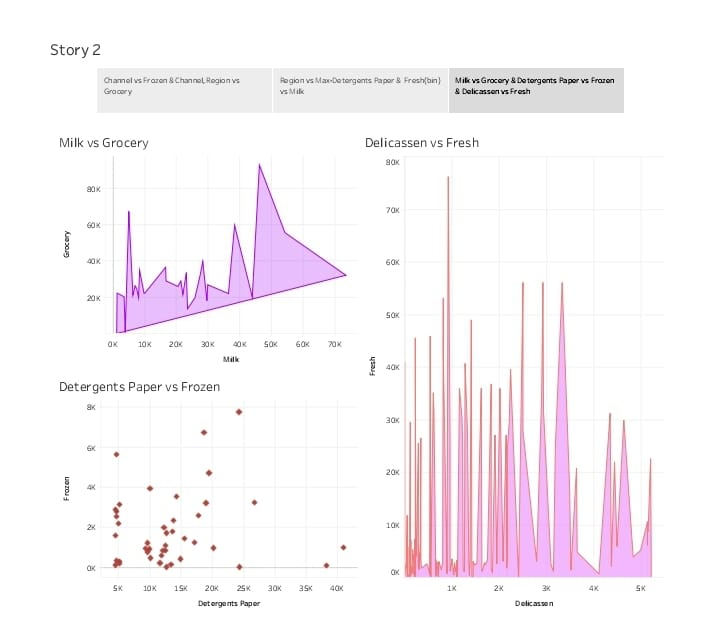 Story 2
Channel vs Frozen & Channel, Region vs
Grocery
Region vs Max-Detergents Paper & Fresh(bin)
vs Milk
Milk vs Grocery & Detergents Paper vs Frozen
& Delicassen vs Fresh
Milk vs Grocery
80K
60K
40K
20K
Grocery
0K 10K 20K 30K 40K 50K 60K 70K
Milk
Detergents Paper vs Frozen
8K
6K
4K
2K
0K
Frozen
5K 10K 15K 20K 25K 30K 35K 40K
Detergents Paper
Delicassen vs Fresh
80K
70K
60K
50K
40K
30K
20K
10K
0K
Fresh
1K 2K 3K 4K 5K
Delicassen